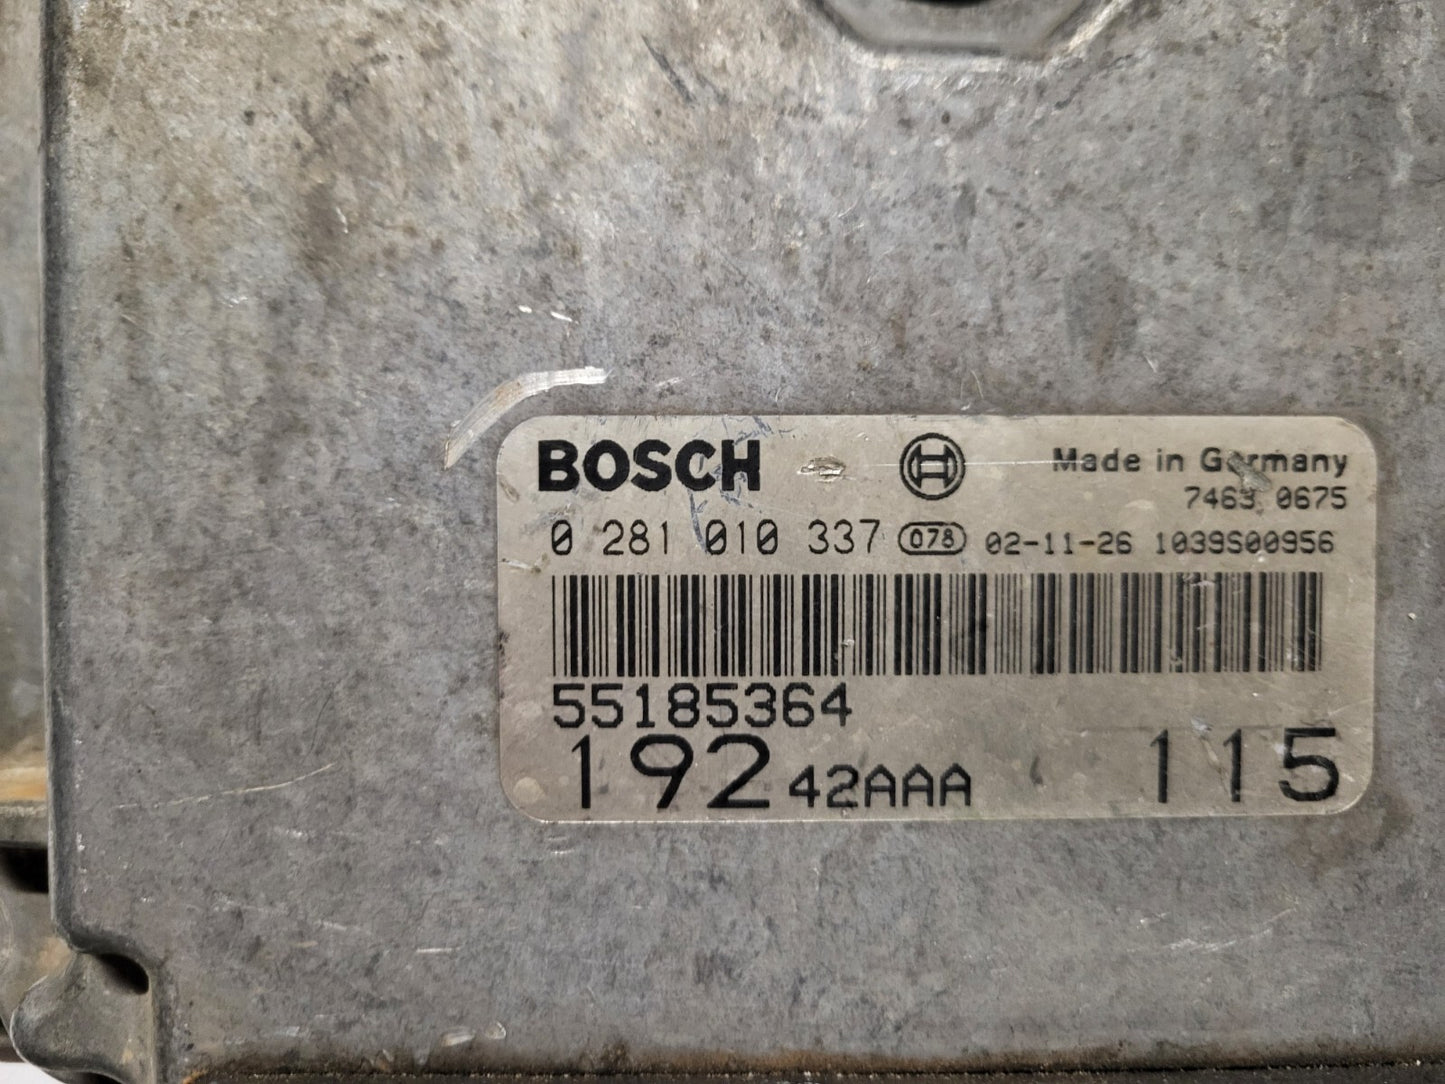 BOSCH Made in Germany
7463 0675
0 281 010 337 078 02-11-26 1039S00956
55185364
192 42AAA 115